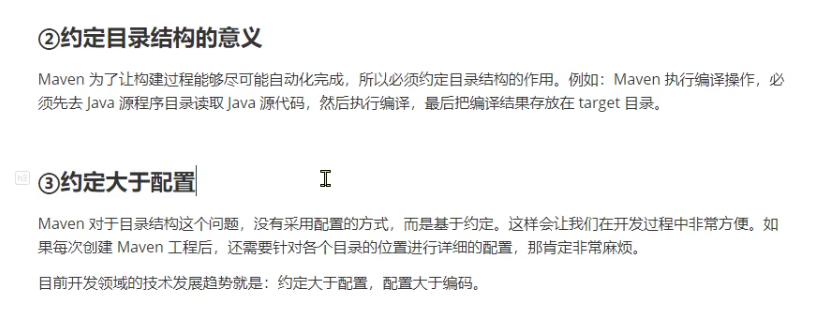 ②约定目录结构的意义
Maven 为了让构建过程能够尽可能自动化完成，所以必须约定目录结构的作用。例如：Maven 执行编译操作，必
须先去 Java 源程序目录读取 Java 源代码，然后执行编译，最后把编译结果存放在 target 目录。
h3
③约定大于配置
Maven 对于目录结构这个问题，没有采用配置的方式，而是基于约定。这样会让我们在开发过程中非常方便。如
果每次创建 Maven 工程后，还需要针对各个目录的位置进行详细的配置，那肯定非常麻烦。
目前开发领域的技术发展趋势就是：约定大于配置，配置大于编码。